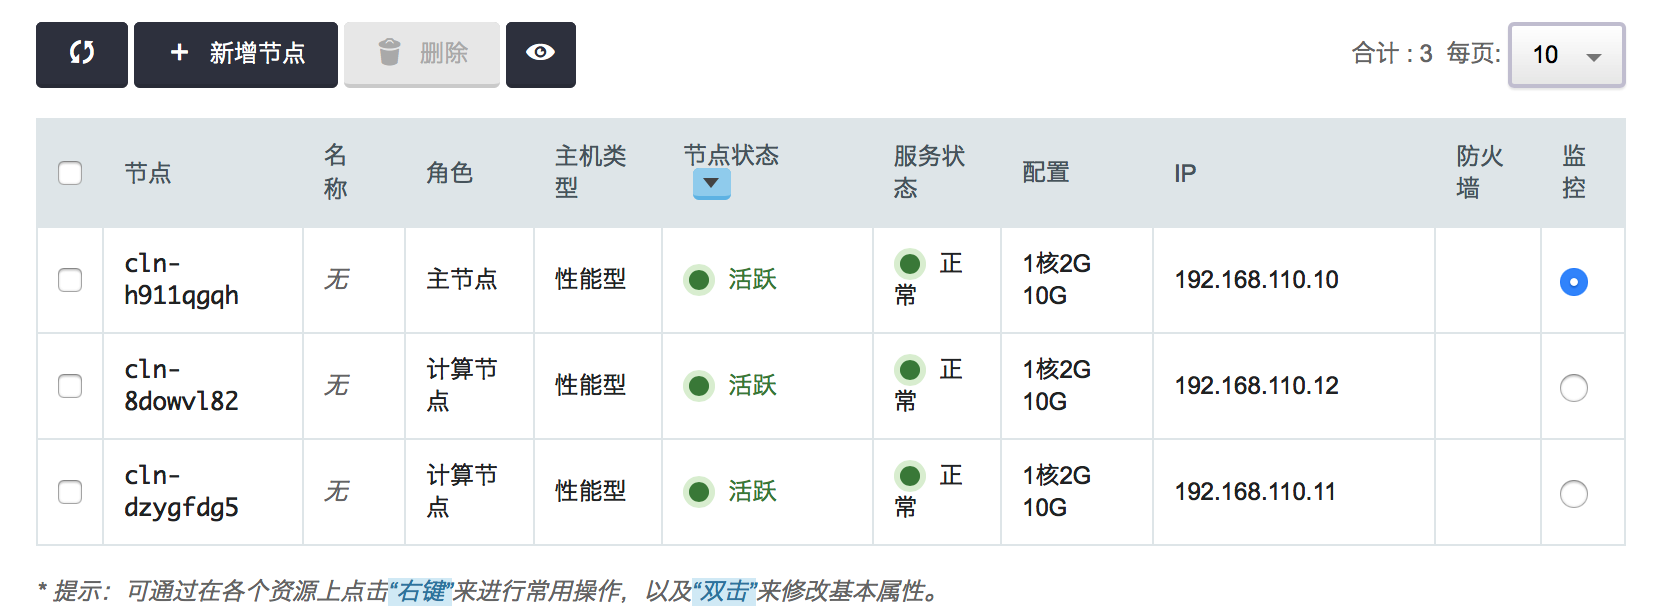 新增节点 删除 合计 : 3 每页: 10
节点 名称 角色 主机类型 节点状态 服务状态 配置 IP 防火墙 监控
cln-h911qgqh 无 主节点 性能型 活跃 正常 1核2G 10G 192.168.110.10
cln-8dowvl82 无 计算节点 性能型 活跃 正常 1核2G 10G 192.168.110.12
cln-dzygfdg5 无 计算节点 性能型 活跃 正常 1核2G 10G 192.168.110.11
* 提示：可通过在各个资源上点击“右键”来进行常用操作，以及“双击”来修改基本属性。